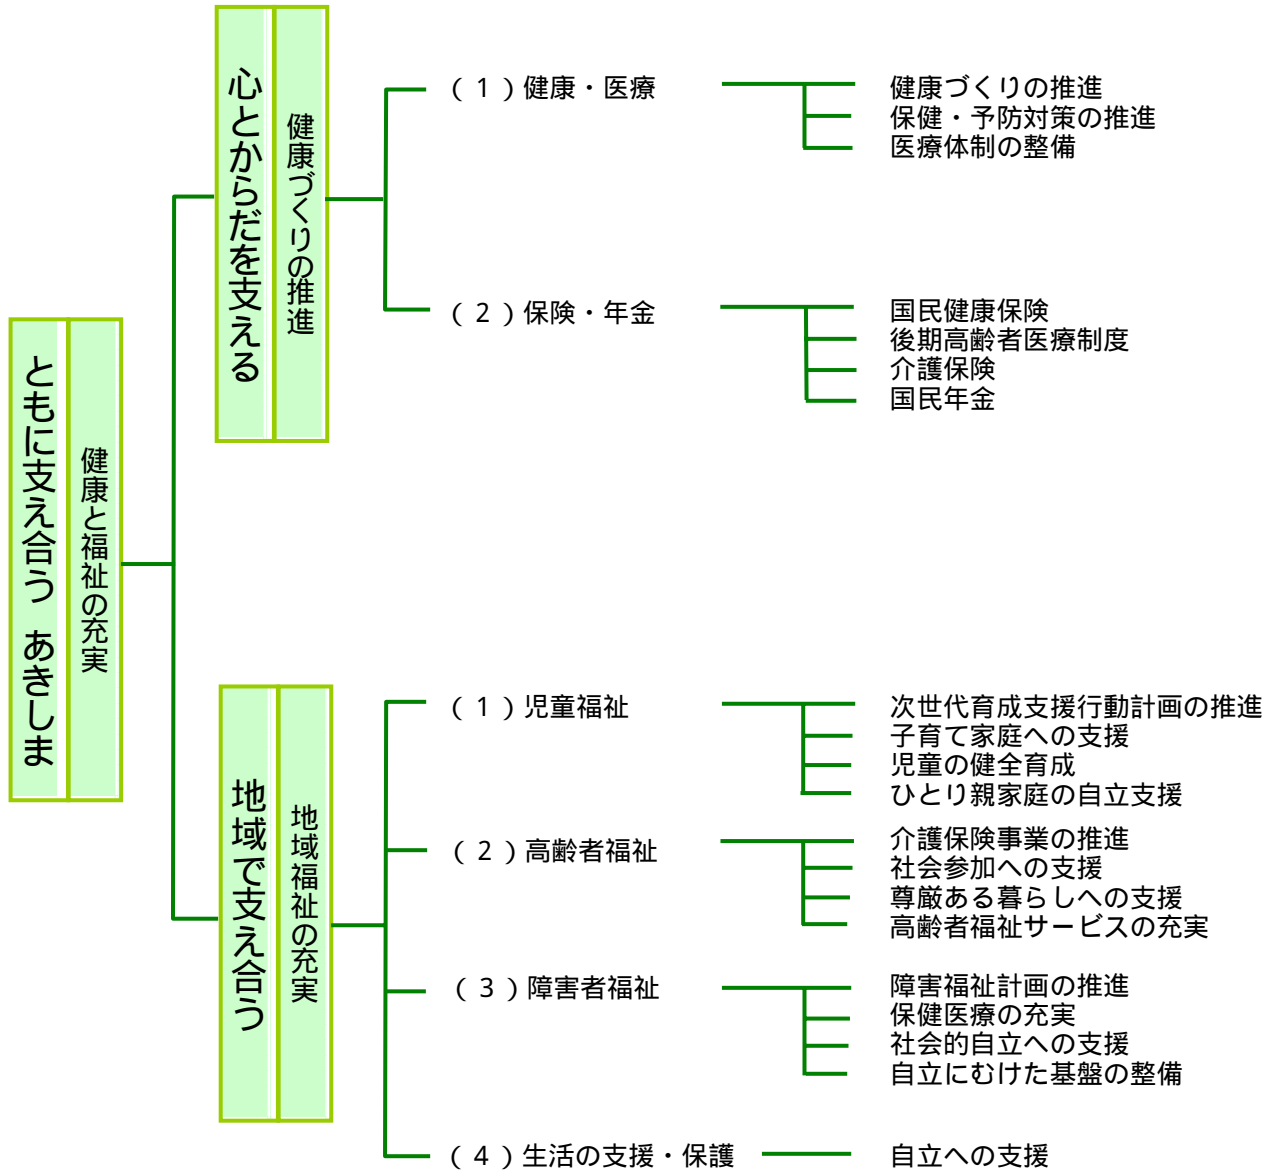 ともに支え合う あきしま
健康と福祉の充実
心とからだを支える
健康づくりの推進
(1)健康・医療
健康づくりの推進
保健・予防対策の推進
医療体制の整備
(2)保険・年金
国民健康保険
後期高齢者医療制度
介護保険
国民年金
地域で支え合う
地域福祉の充実
(1)児童福祉
次世代育成支援行動計画の推進
子育て家庭への支援
児童の健全育成
ひとり親家庭の自立支援
(2)高齢者福祉
介護保険事業の推進
社会参加への支援
尊厳ある暮らしへの支援
高齢者福祉サービスの充実
(3)障害者福祉
障害福祉計画の推進
保健医療の充実
社会的自立への支援
自立にむけた基盤の整備
(4)生活の支援・保護
自立への支援